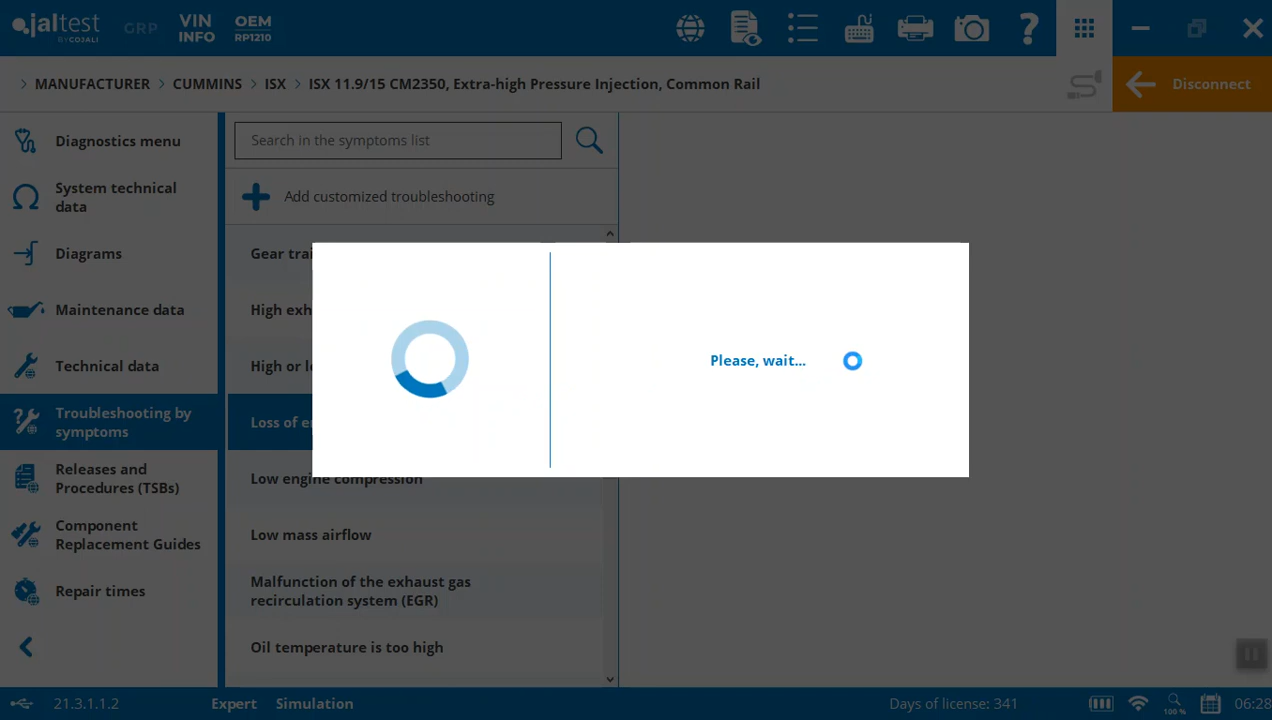 jaltest
BY COJALI
GRP
VIN
INFO
OEM
RP1210
MANUFACTURER
CUMMINS
ISX
ISX 11.9/15 CM2350, Extra-high Pressure Injection, Common Rail
Disconnect
Diagnostics menu
System technical
data
Diagrams
Maintenance data
Technical data
Troubleshooting by
symptoms
Releases and
Procedures (TSBs)
Component
Replacement Guides
Repair times
Search in the symptoms list
Add customized troubleshooting
Gear trai
High exh
High or l
Loss of e
Low engine compression
Low mass airflow
Malfunction of the exhaust gas
recirculation system (EGR)
Oil temperature is too high
Please, wait...
21.3.1.1.2
Expert
Simulation
Days of license: 341
100 %
06:28